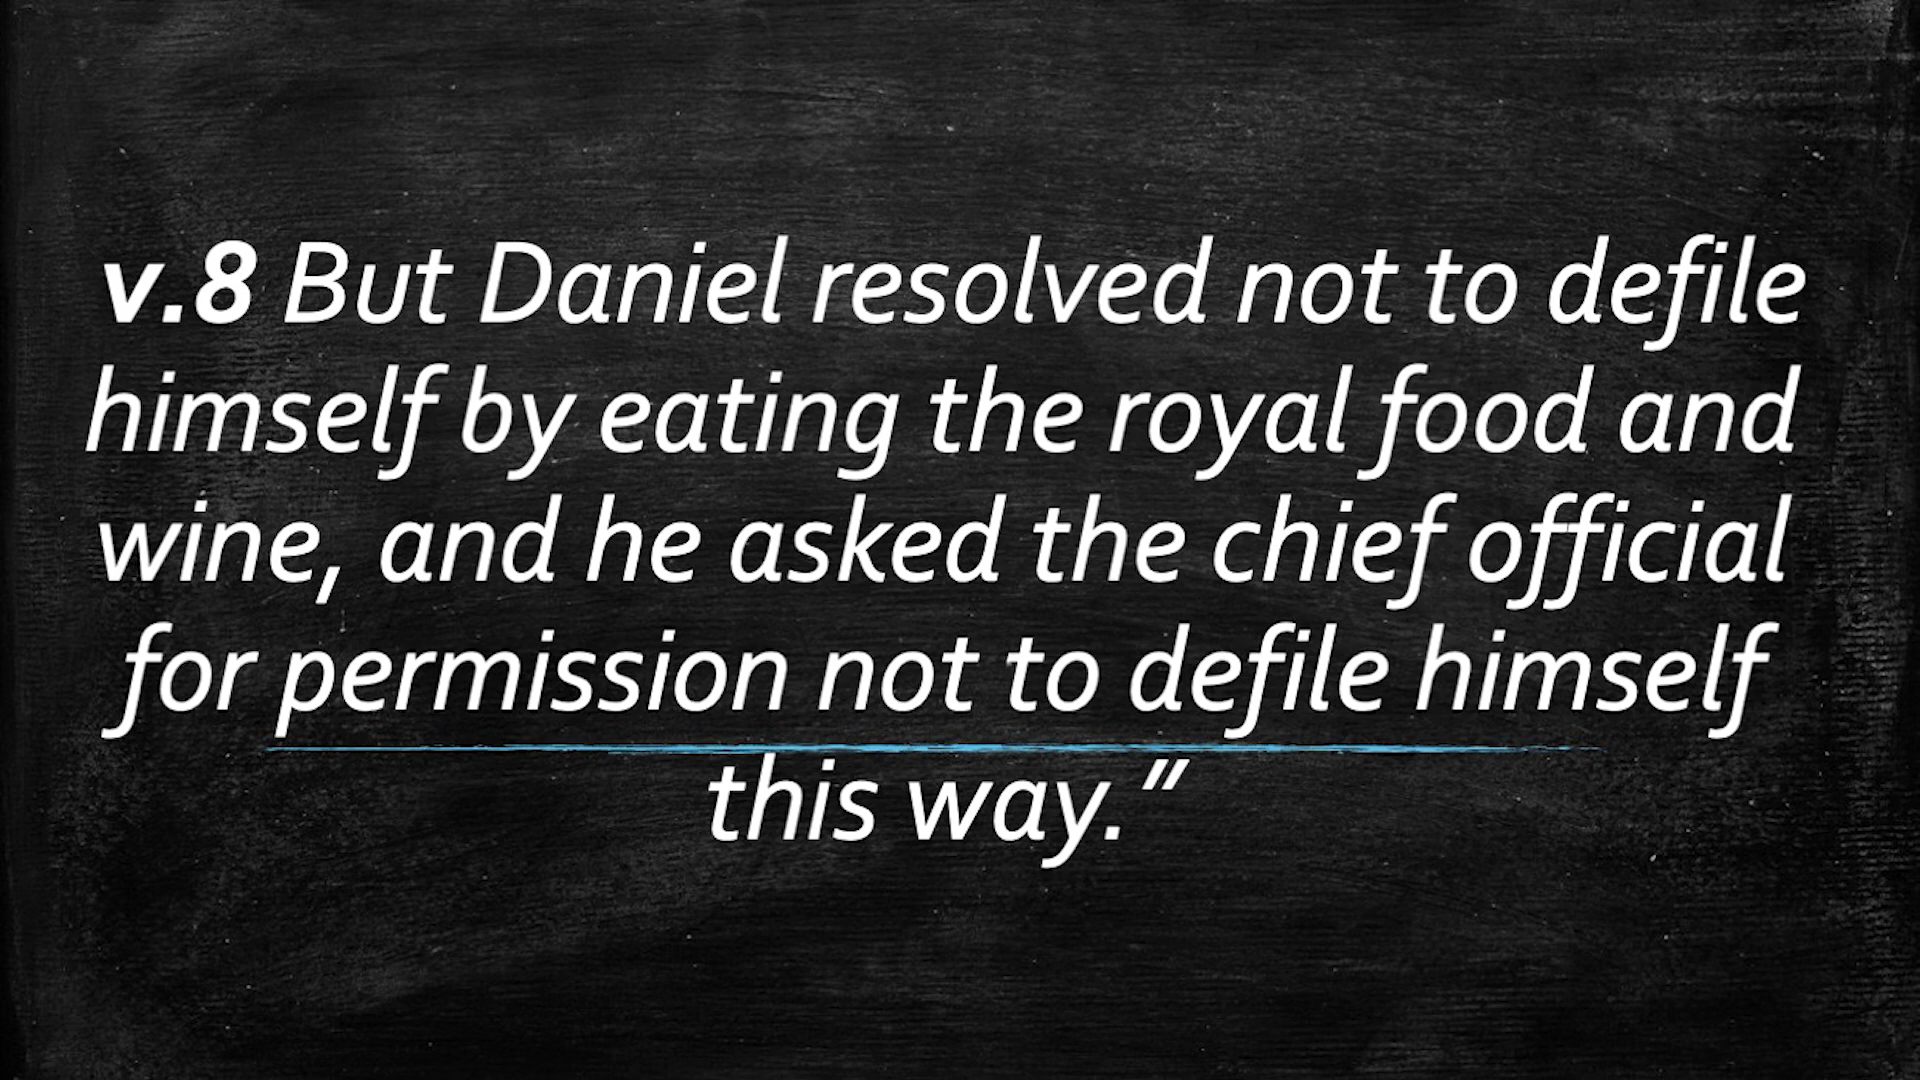 v.8 But Daniel resolved not to defile
himself by eating the royal food and
wine, and he asked the chief official
for permission not to defile himself
this way.”